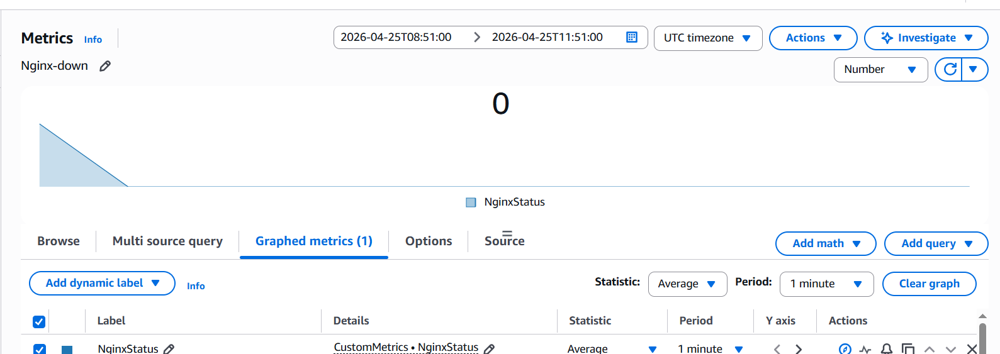 Metrics Info 2026-04-25T08:51:00 2026-04-25T11:51:00 UTC timezone Actions Investigate
Nginx-down Number
0
NginxStatus
Browse Multi source query Graphed metrics (1) Options Source Add math Add query
Add dynamic label Info Statistic: Average Period: 1 minute Clear graph
Label Details Statistic Period Y axis Actions
NginxStatus CustomMetrics • NginxStatus Average 1 minute